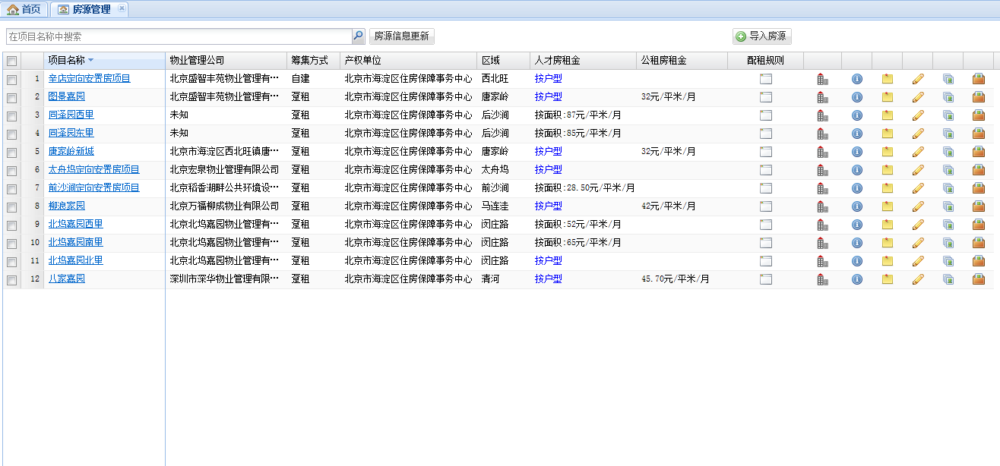 首页 房源管理
在项目名称中搜索 房源信息更新 导入房源
项目名称 物业管理公司 筹集方式 产权单位 区域 人才房租金 公租房租金 配租规则
1 辛店定向安置房项目 北京盛智丰苑物业管理有… 自建 北京市海淀区住房保障事务中心 西北旺 按户型
2 图景嘉园 北京盛智丰苑物业管理有… 趸租 北京市海淀区住房保障事务中心 唐家岭 按户型 32元/平米/月
3 同泽园西里 未知 趸租 北京市海淀区住房保障事务中心 后沙涧 按面积:87元/平米/月
4 同泽园东里 未知 趸租 北京市海淀区住房保障事务中心 后沙涧 按面积:85元/平米/月
5 唐家岭新城 北京市海淀区西北旺镇唐… 趸租 北京市海淀区住房保障事务中心 唐家岭 按户型 32元/平米/月
6 太舟坞定向安置房项目 北京宏泉物业管理有限公司 趸租 北京市海淀区住房保障事务中心 太舟坞 按户型
7 前沙涧定向安置房项目 北京稻香湖畔公共环境设… 趸租 北京市海淀区住房保障事务中心 前沙涧 按面积:28.50元/平米/月
8 柳浪家园 北京万福柳成物业有限公司 趸租 北京市海淀区住房保障事务中心 马连洼 按户型 42元/平米/月
9 北坞嘉园西里 北京北坞嘉园物业管理有… 趸租 北京市海淀区住房保障事务中心 闵庄路 按面积:52元/平米/月
10 北坞嘉园南里 北京北坞嘉园物业管理有… 趸租 北京市海淀区住房保障事务中心 闵庄路 按面积:65元/平米/月
11 北坞嘉园北里 北京北坞嘉园物业管理有… 趸租 北京市海淀区住房保障事务中心 闵庄路 按户型
12 八家嘉园 深圳市深华物业管理有限… 趸租 北京市海淀区住房保障事务中心 清河 按户型 45.70元/平米/月